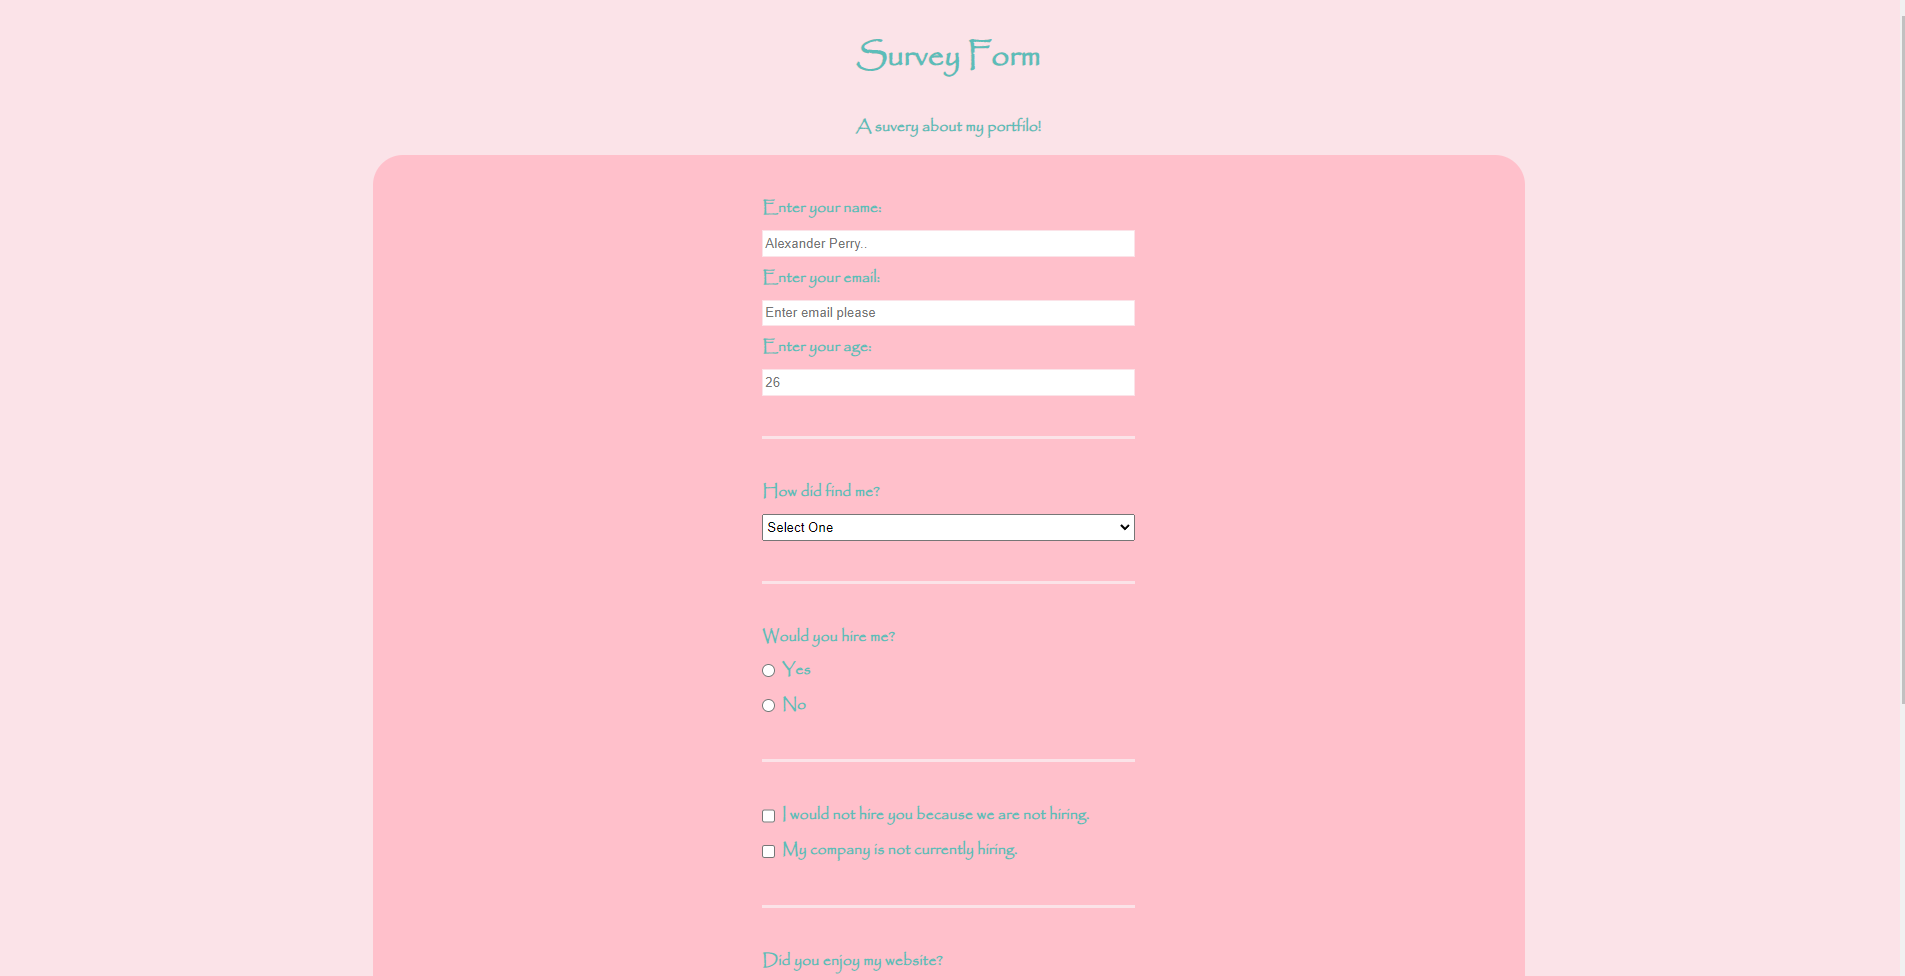 Survey Form
A suvery about my portfilo!
Enter your name:
Alexander Perry..
Enter your email:
Enter email please
Enter your age:
26
How did find me?
Select One
Would you hire me?
Yes
No
I would not hire you because we are not hiring.
My company is not currently hiring.
Did you enjoy my website?